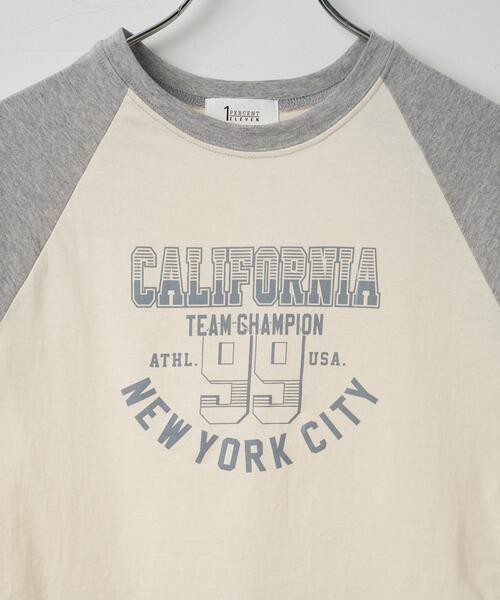 1 PERCENT
ELEVEN
CALIFORNIA
TEAM-CHAMPION
ATHL. 99 USA.
NEW YORK CITY